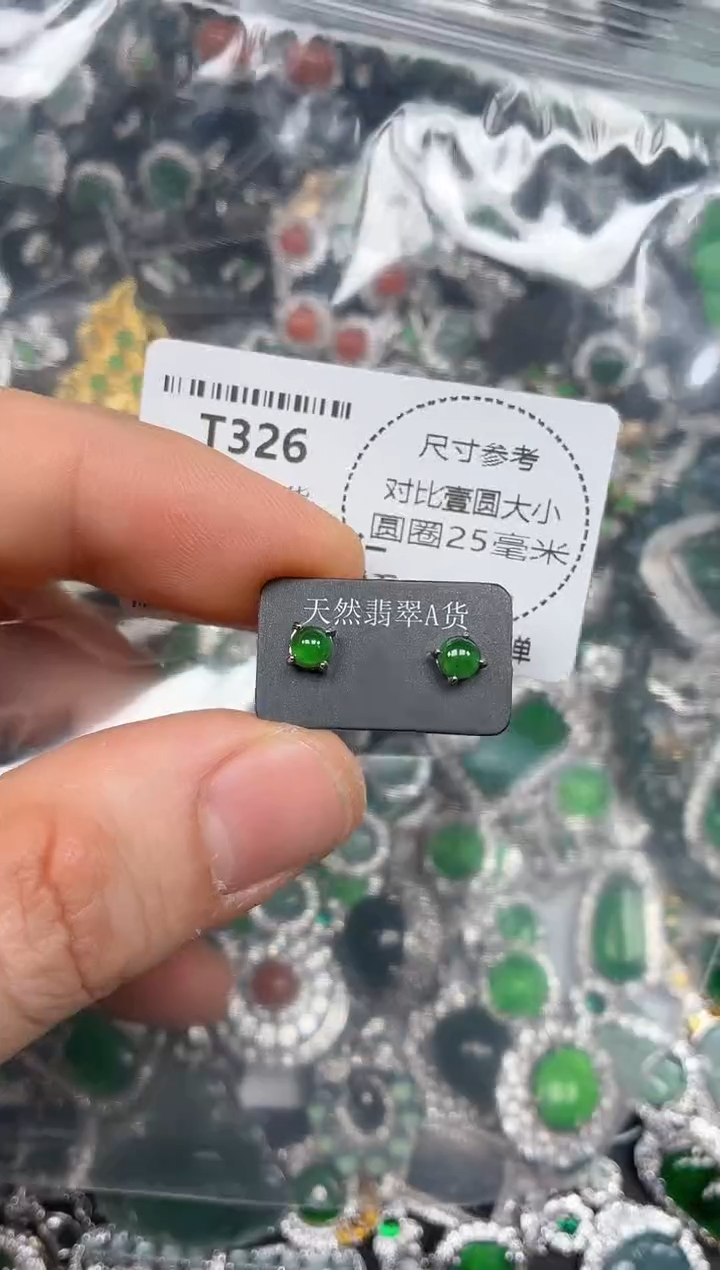 T326
尺寸参考
对比壹圆大小
圆圈25毫米
天然翡翠A货
单